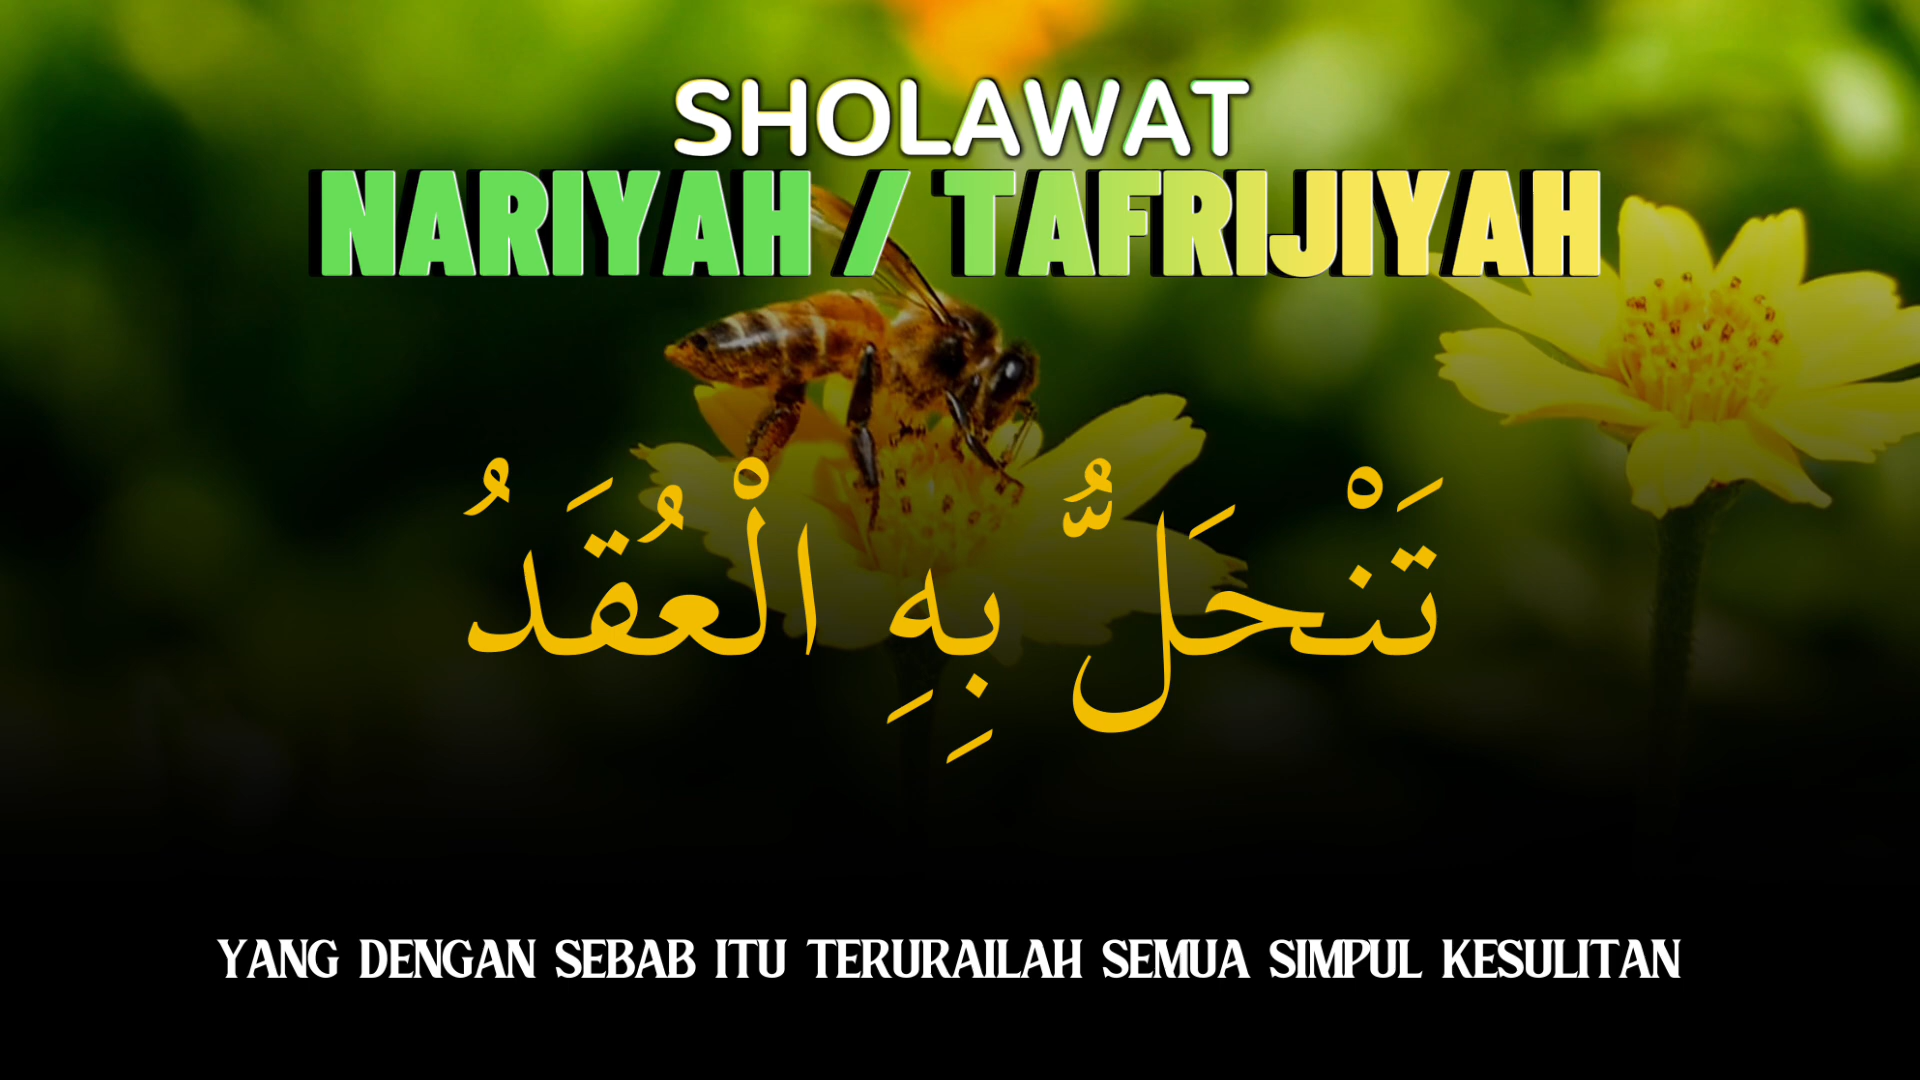 SHOLAWAT
NARIYAH / TAFRIJIYAH
تَنْحَلُّ بِهِ الْعُقَدُ
YANG DENGAN SEBAB ITU TERURAILAH SEMUA SIMPUL KESULITAN